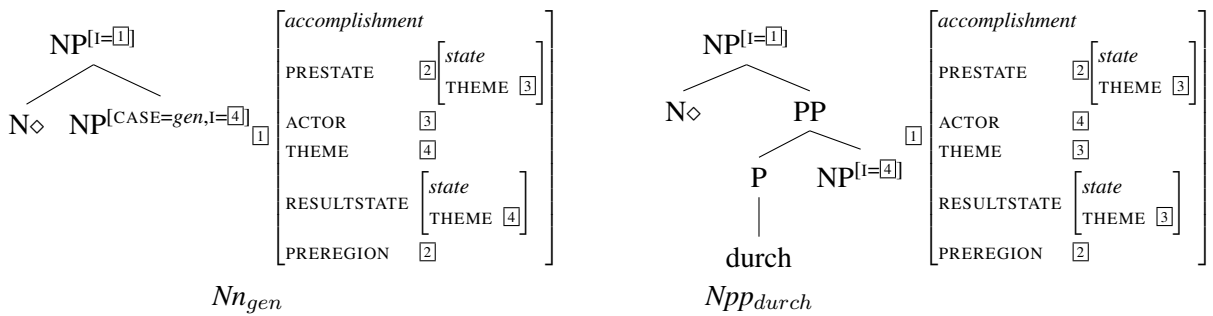 NP[I=1]
N◇ NP[CASE=gen,I=4]
1
accomplishment
PRESTATE 2 state
THEME 3
ACTOR 3
THEME 4
RESULTSTATE state
THEME 4
PREREGION 2
Nn_gen
NP[I=1]
N◇ PP
P NP[I=4]
durch
1
accomplishment
PRESTATE 2 state
THEME 3
ACTOR 4
THEME 3
RESULTSTATE state
THEME 3
PREREGION 2
Npp_durch